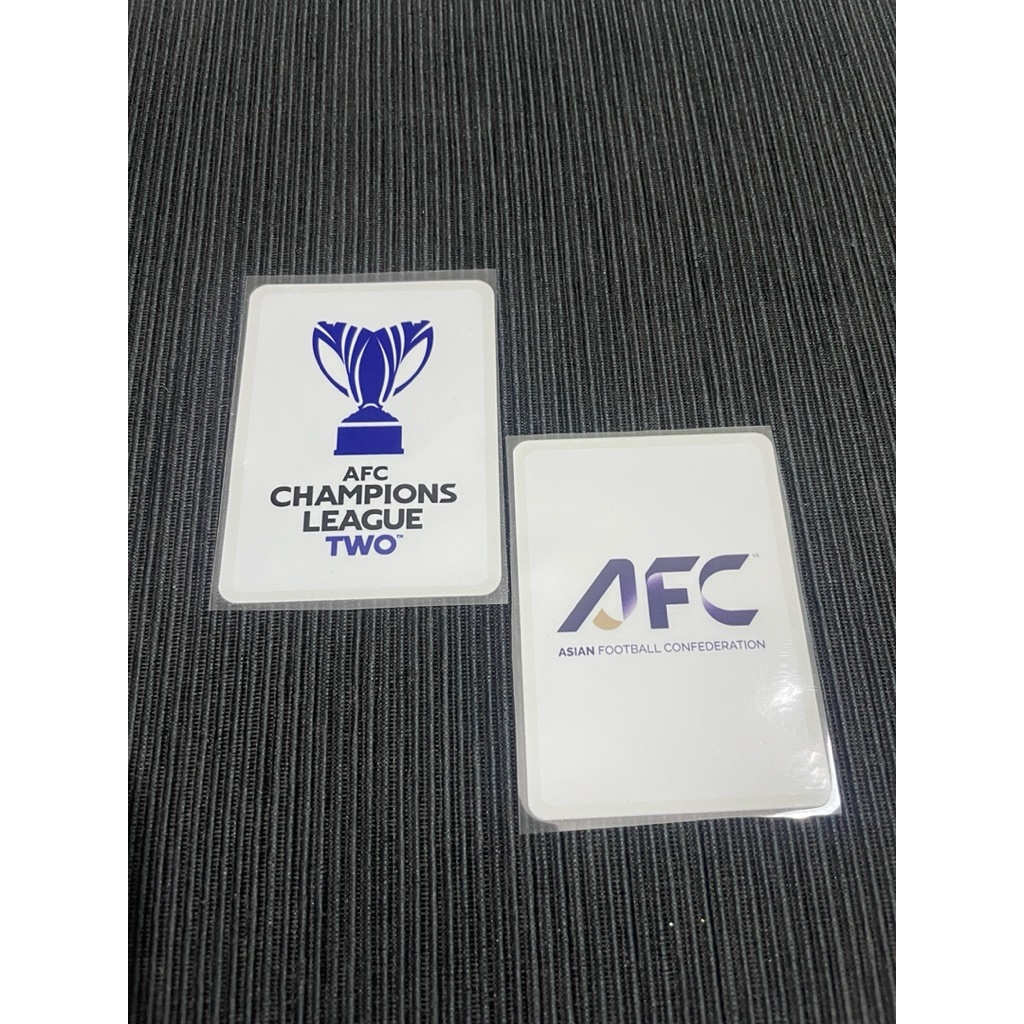 AFC
CHAMPIONS
LEAGUE
TWO™
AFC™
ASIAN FOOTBALL CONFEDERATION